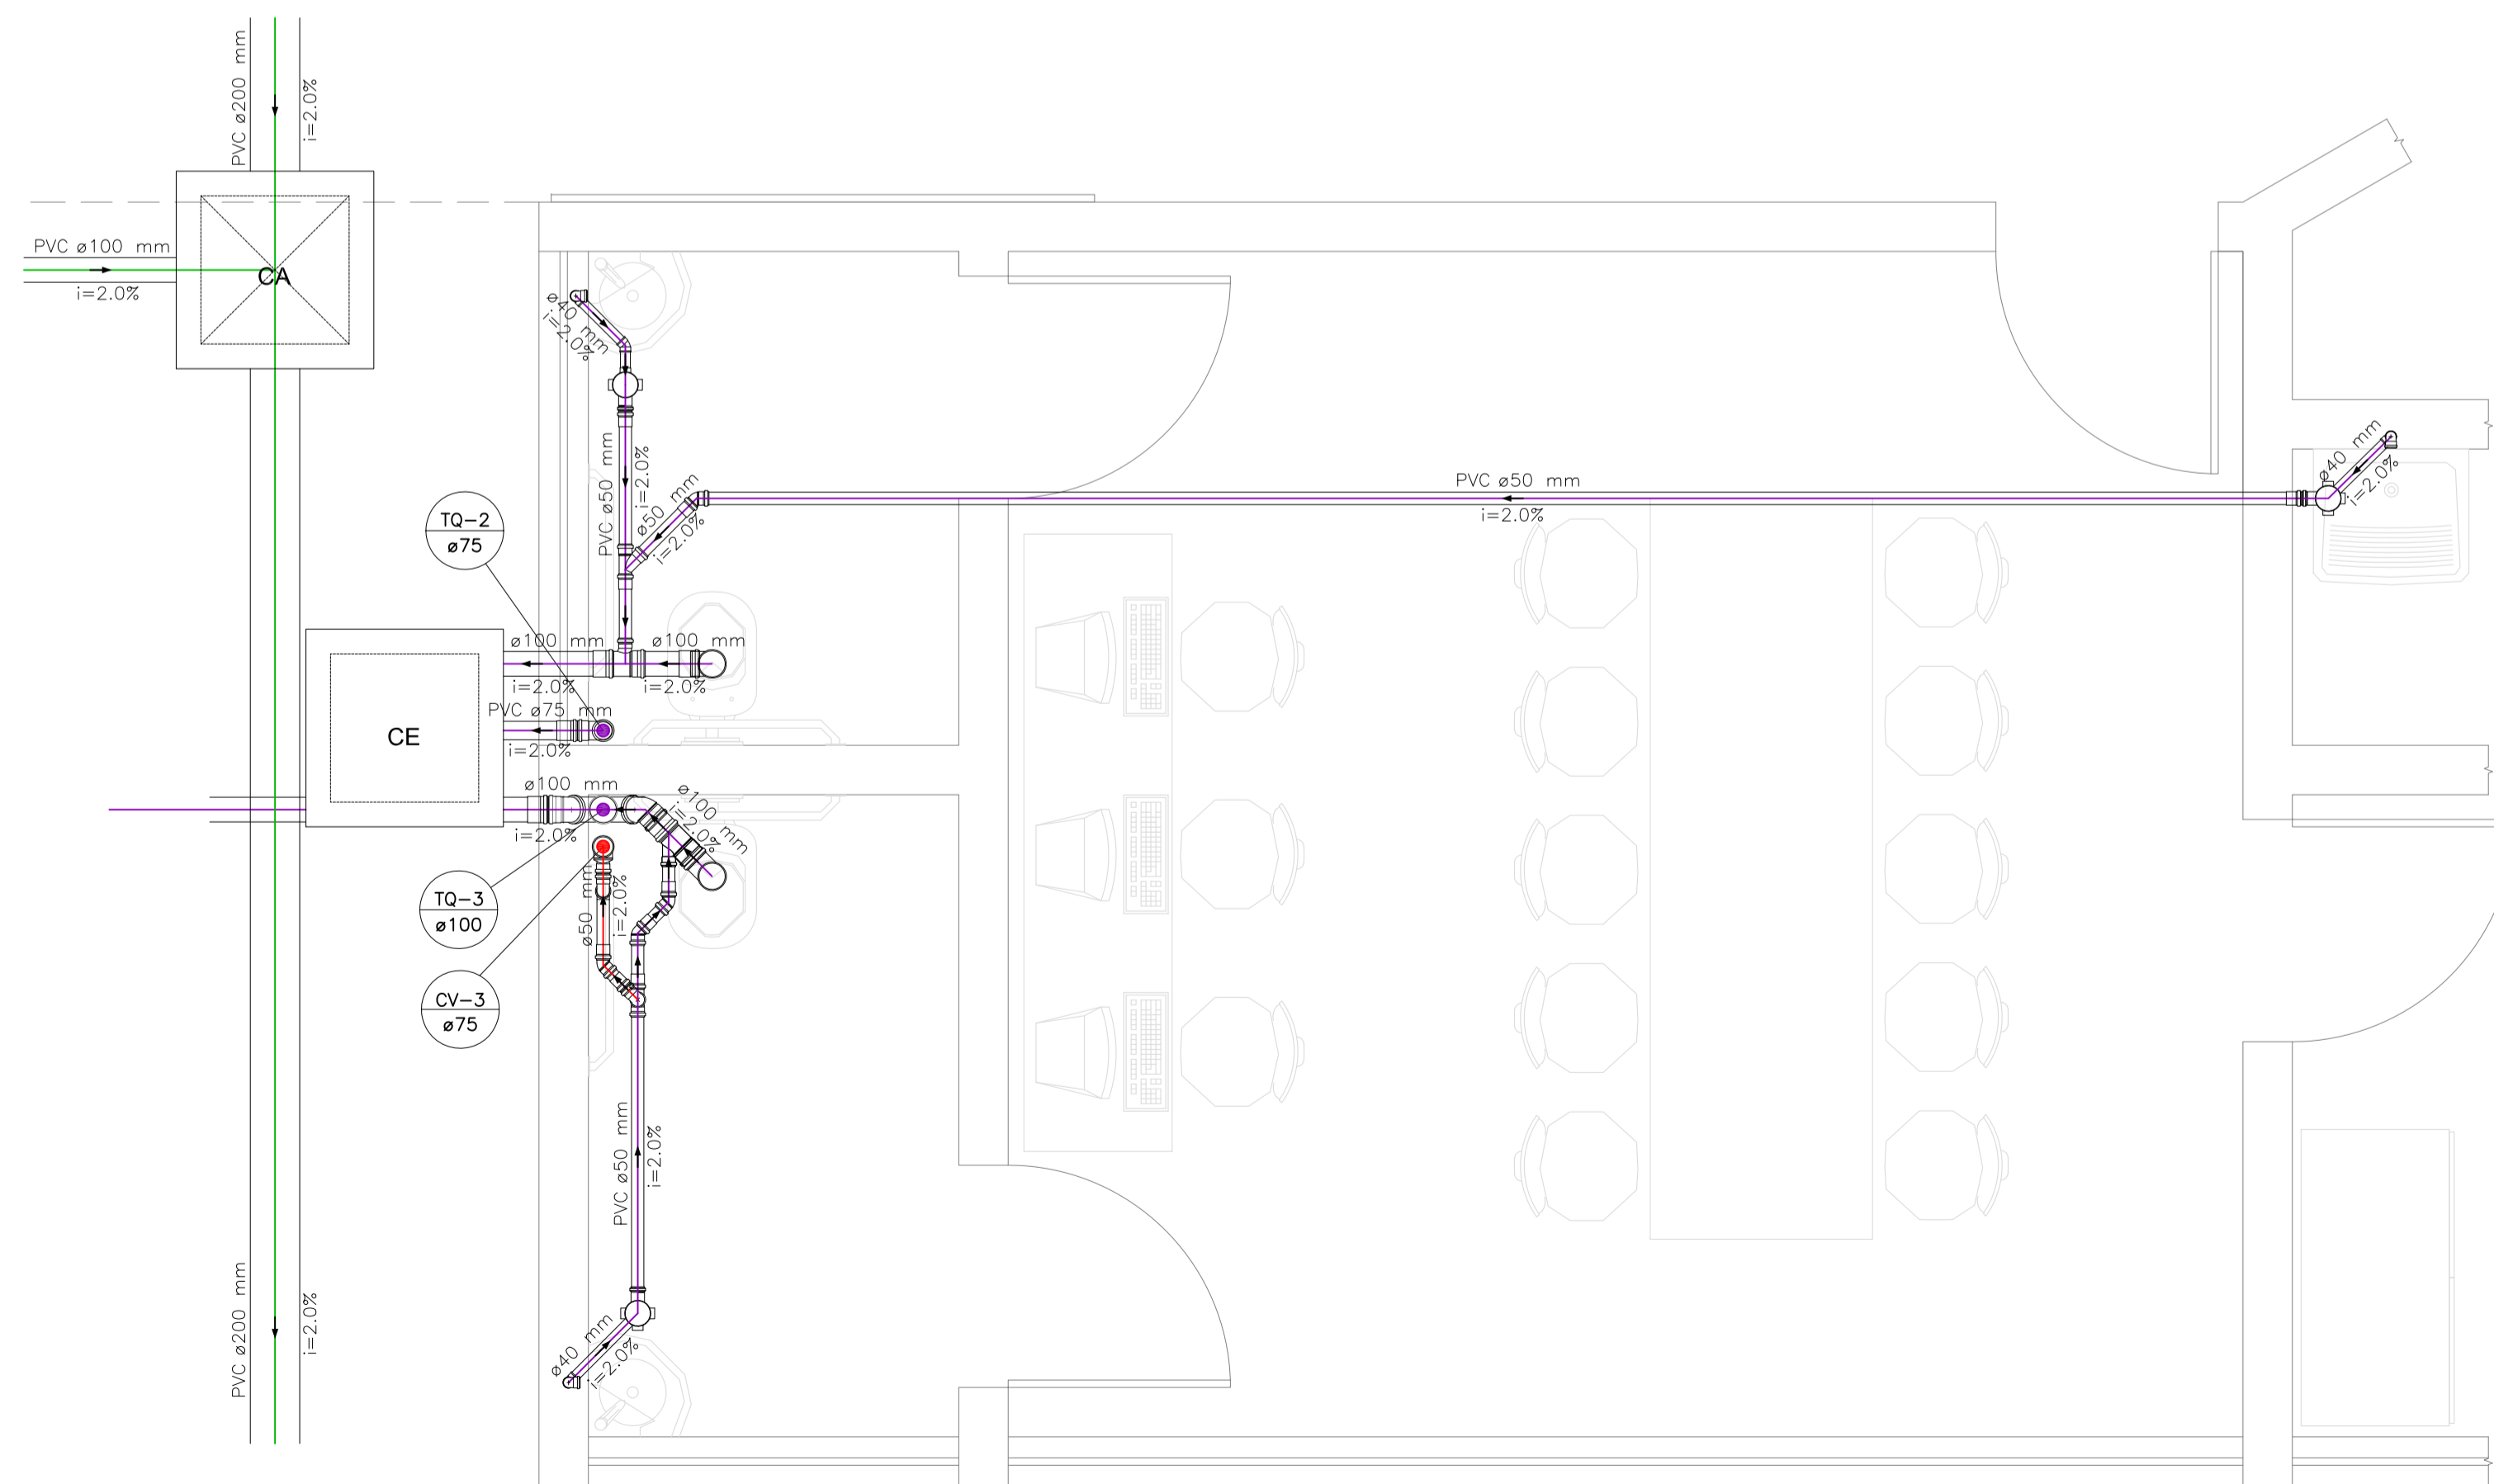 PVC ø200 mm
i=2.0%
PVC ø100 mm
i=2.0%
CA
ø40 mm
i=2.0%
PVC ø50 mm
i=2.0%
ø50 mm
i=2.0%
PVC ø50 mm
i=2.0%
ø40 mm
i=2.0%
TQ-2
ø75
ø100 mm
i=2.0%
ø100 mm
i=2.0%
PVC ø75 mm
i=2.0%
CE
ø100 mm
i=2.0%
ø100 mm
i=2.0%
TQ-3
ø100
ø50 mm
i=2.0%
CV-3
ø75
PVC ø50 mm
i=2.0%
PVC ø200 mm
i=2.0%
ø40 mm
i=2.0%